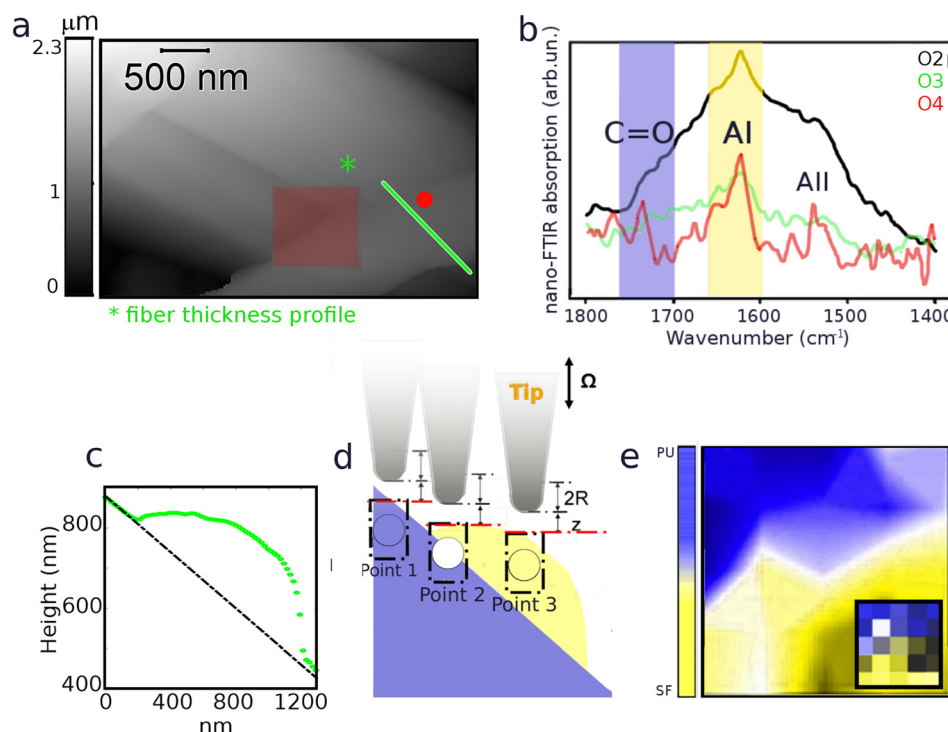 a
μm
2.3
1
0
500 nm
*
* fiber thickness profile
b
nano-FTIR absorption (arb.un.)
C=O
AI
AII
O2p
O3
O4
1800
1700
1600
1500
1400
Wavenumber (cm-1)
c
Height (nm)
800
600
400
0
400
800
1200
nm
d
Tip
Ω
2R
z
Point 1
Point 2
Point 3
e
PU
SF